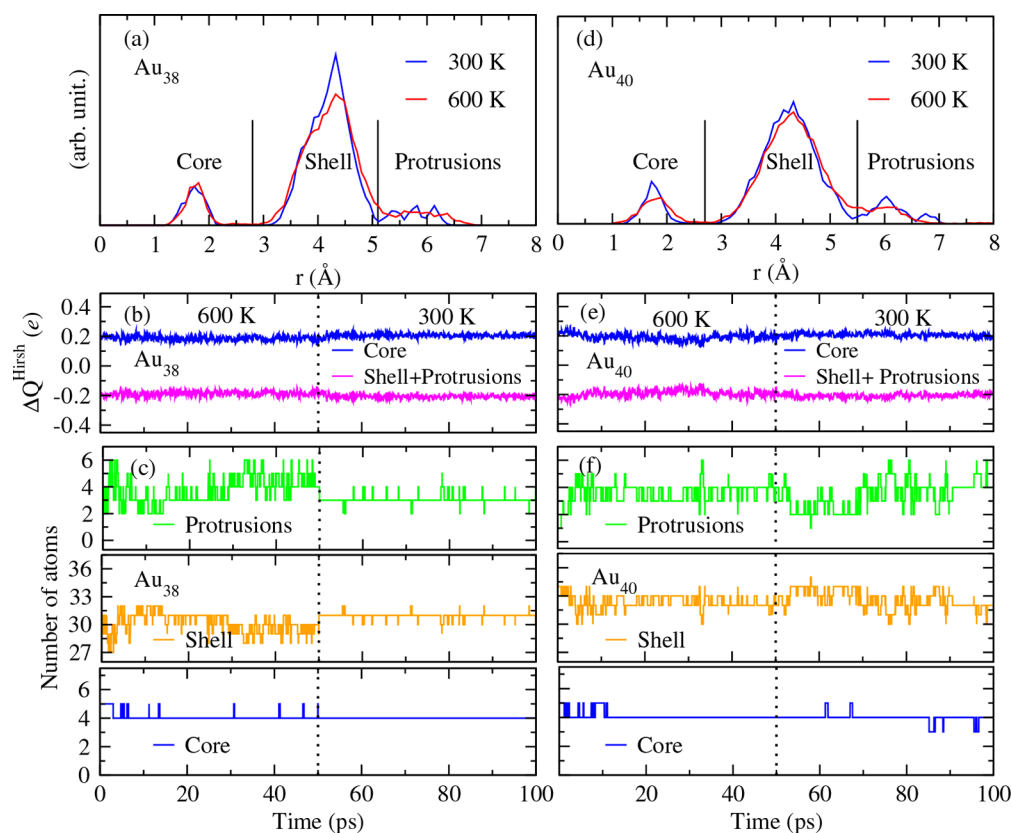 (a)
Au38
300 K
600 K
(arb. unit.)
Core
Shell
Protrusions
0 1 2 3 4 5 6 7 8
r (Å)
(d)
Au40
300 K
600 K
Core
Shell
Protrusions
0 1 2 3 4 5 6 7 8
r (Å)
(b)
600 K
300 K
Au38
Core
Shell+Protrusions
0.4
0.2
0.0
-0.2
-0.4
ΔQ^Hirsh (e)
(e)
600 K
300 K
Au40
Core
Shell+ Protrusions
(c)
Protrusions
6
4
2
0
Au38
Shell
36
33
30
27
Number of atoms
Core
6
4
2
0
0 20 40 60 80 100
Time (ps)
(f)
Protrusions
Au40
Shell
Core
0 20 40 60 80 100
Time (ps)